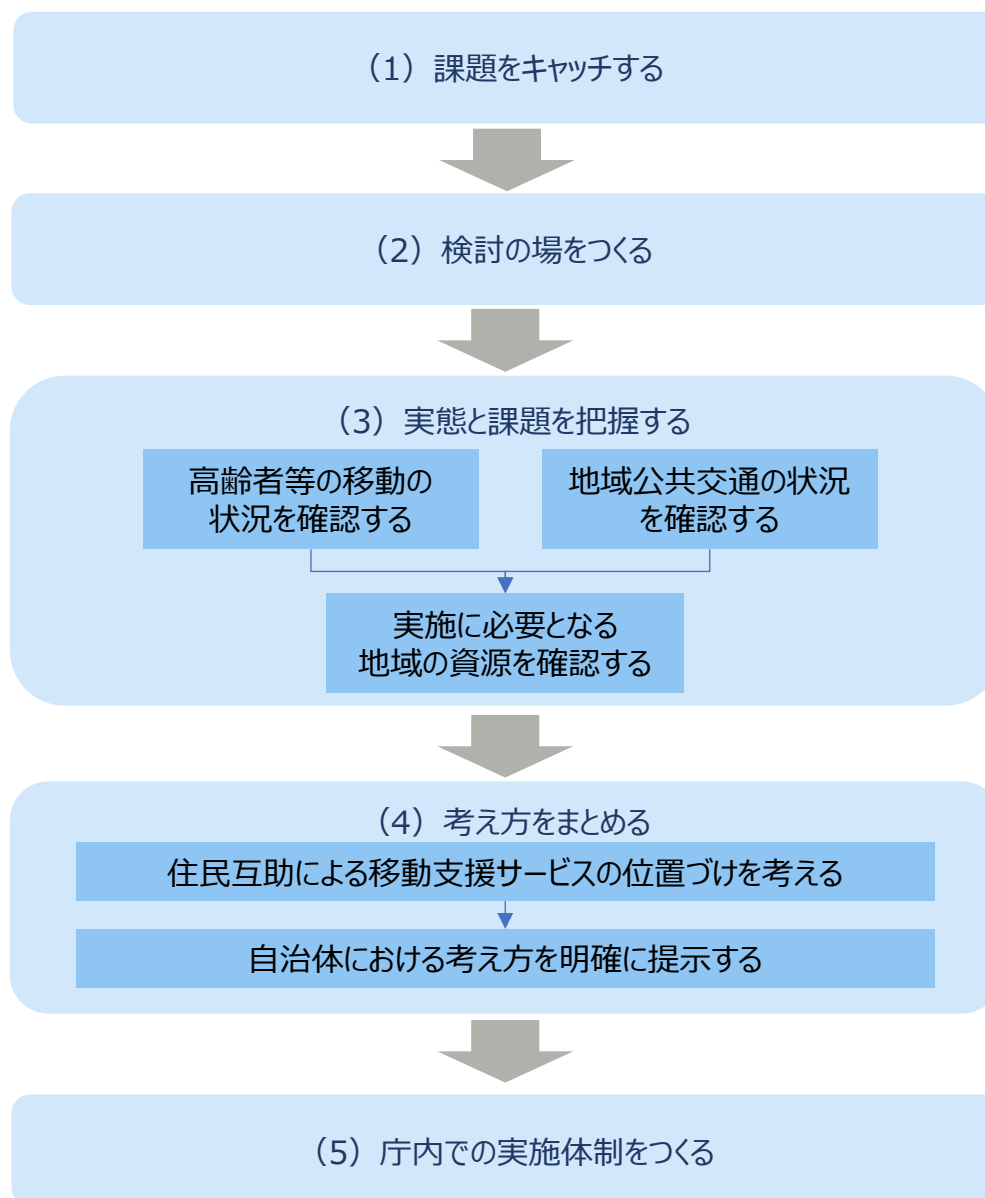 （1）課題をキャッチする
（2）検討の場をつくる
（3）実態と課題を把握する
高齢者等の移動の
状況を確認する
地域公共交通の状況
を確認する
実施に必要となる
地域の資源を確認する
（4）考え方をまとめる
住民互助による移動支援サービスの位置づけを考える
自治体における考え方を明確に提示する
（5）庁内での実施体制をつくる